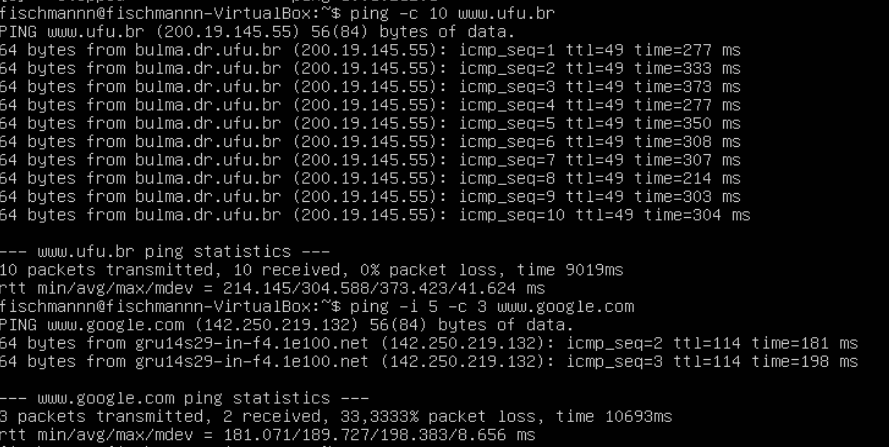 fischmannn@fischmannn-VirtualBox:~$ ping -c 10 www.ufu.br
PING www.ufu.br (200.19.145.55) 56(84) bytes of data.
64 bytes from bulma.dr.ufu.br (200.19.145.55): icmp_seq=1 ttl=49 time=277 ms
64 bytes from bulma.dr.ufu.br (200.19.145.55): icmp_seq=2 ttl=49 time=333 ms
64 bytes from bulma.dr.ufu.br (200.19.145.55): icmp_seq=3 ttl=49 time=373 ms
64 bytes from bulma.dr.ufu.br (200.19.145.55): icmp_seq=4 ttl=49 time=277 ms
64 bytes from bulma.dr.ufu.br (200.19.145.55): icmp_seq=5 ttl=49 time=350 ms
64 bytes from bulma.dr.ufu.br (200.19.145.55): icmp_seq=6 ttl=49 time=308 ms
64 bytes from bulma.dr.ufu.br (200.19.145.55): icmp_seq=7 ttl=49 time=307 ms
64 bytes from bulma.dr.ufu.br (200.19.145.55): icmp_seq=8 ttl=49 time=214 ms
64 bytes from bulma.dr.ufu.br (200.19.145.55): icmp_seq=9 ttl=49 time=303 ms
64 bytes from bulma.dr.ufu.br (200.19.145.55): icmp_seq=10 ttl=49 time=304 ms
--- www.ufu.br ping statistics ---
10 packets transmitted, 10 received, 0% packet loss, time 9019ms
rtt min/avg/max/mdev = 214.145/304.588/373.423/41.624 ms
fischmannn@fischmannn-VirtualBox:~$ ping -i 5 -c 3 www.google.com
PING www.google.com (142.250.219.132) 56(84) bytes of data.
64 bytes from gru14s29-in-f4.1e100.net (142.250.219.132): icmp_seq=2 ttl=114 time=181 ms
64 bytes from gru14s29-in-f4.1e100.net (142.250.219.132): icmp_seq=3 ttl=114 time=198 ms
--- www.google.com ping statistics ---
3 packets transmitted, 2 received, 33,3333% packet loss, time 10693ms
rtt min/avg/max/mdev = 181.071/189.727/198.383/8.656 ms